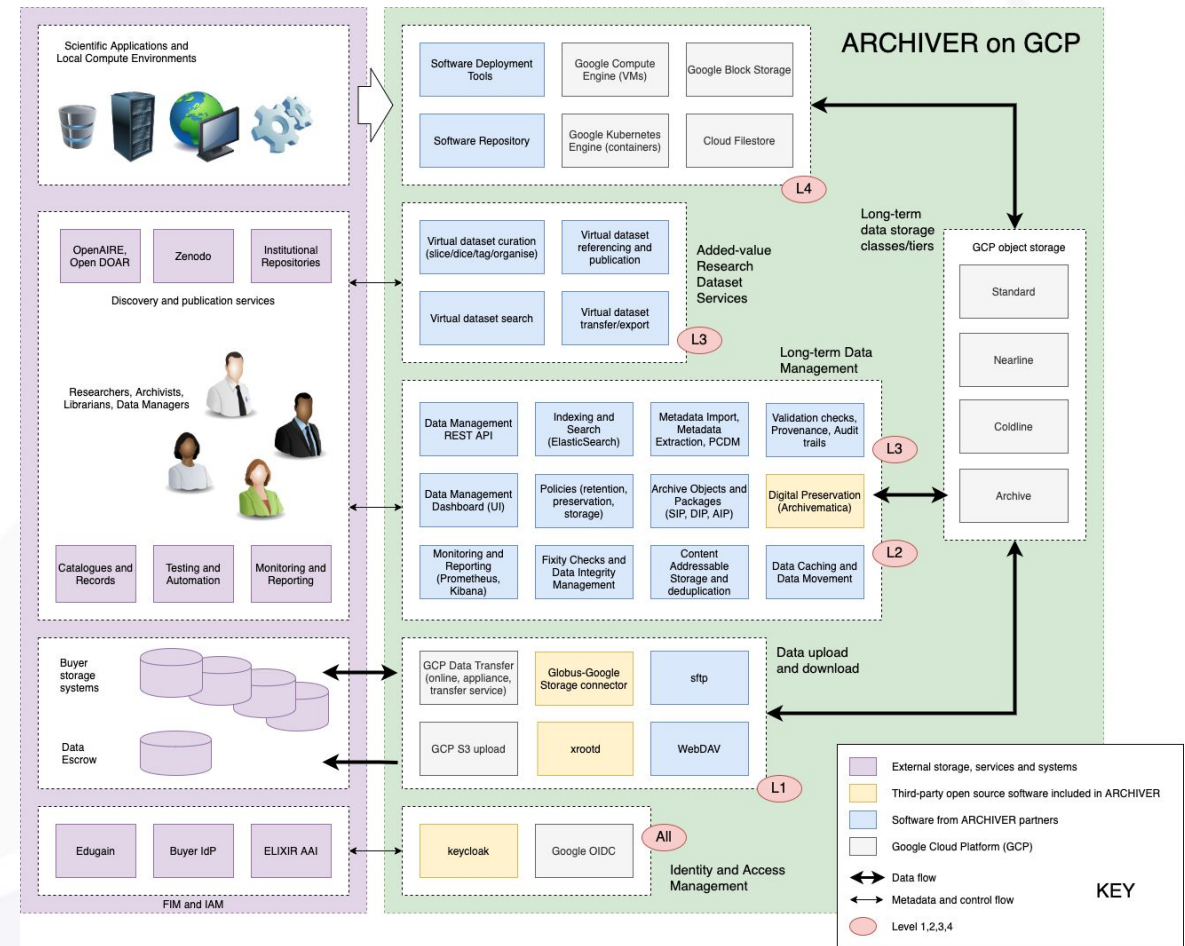 ARCHIVER on GCP
Scientific Applications and
Local Compute Environments
Software Deployment
Tools
Google Compute
Engine (VMs)
Google Block Storage
Software Repository
Google Kubernetes
Engine (containers)
Cloud Filestore
L4
OpenAIRE,
Open DOAR
Zenodo
Institutional
Repositories
Discovery and publication services
Virtual dataset curation
(slice/dice/tag/organise)
Virtual dataset
referencing and
publication
Virtual dataset search
Virtual dataset
transfer/export
L3
Added-value
Research
Dataset
Services
Long-term
data storage
classes/tiers
GCP object storage
Standard
Nearline
Coldline
Archive
Researchers, Archivists,
Librarians, Data Managers
Long-term Data
Management
Data Management
REST API
Indexing and
Search
(ElasticSearch)
Metadata Import,
Metadata
Extraction, PCDM
Validation checks,
Provenance, Audit
trails
L3
Data Management
Dashboard (UI)
Policies (retention,
preservation,
storage)
Archive Objects and
Packages
(SIP, DIP, AIP)
Digital Preservation
(Archivematica)
L2
Catalogues and
Records
Testing and
Automation
Monitoring and
Reporting
Monitoring and
Reporting
(Prometheus,
Kibana)
Fixity Checks and
Data Integrity
Management
Content
Addressable
Storage and
deduplication
Data Caching and
Data Movement
Buyer
storage
systems
Data
Escrow
GCP Data Transfer
(online, appliance,
transfer service)
Globus-Google
Storage connector
sftp
GCP S3 upload
xrootd
WebDAV
L1
Data upload
and download
Edugain
Buyer IdP
ELIXIR AAI
FIM and IAM
keycloak
Google OIDC
All
Identity and Access
Management
External storage, services and systems
Third-party open source software included in ARCHIVER
Software from ARCHIVER partners
Google Cloud Platform (GCP)
Data flow
Metadata and control flow
Level 1,2,3,4
KEY